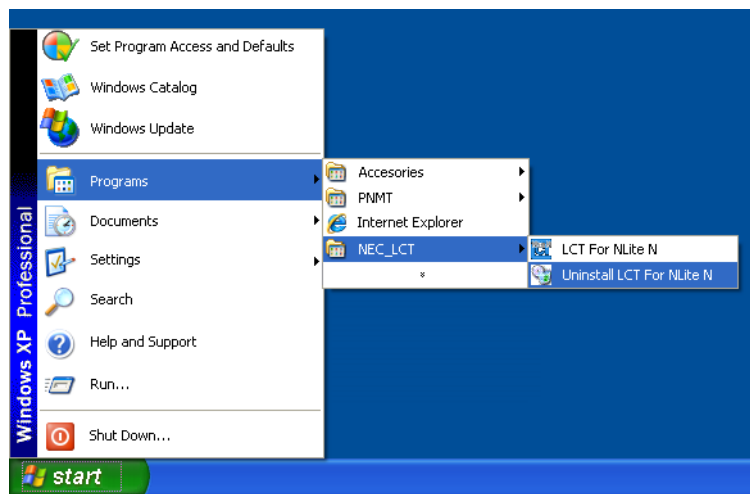 Set Program Access and Defaults
Windows Catalog
Windows Update
Programs
Documents
Settings
Search
Help and Support
Run...
Shut Down...
Accesories
PNMT
Internet Explorer
NEC_LCT
LCT For NLite N
Uninstall LCT For NLite N
Windows XP Professional
start